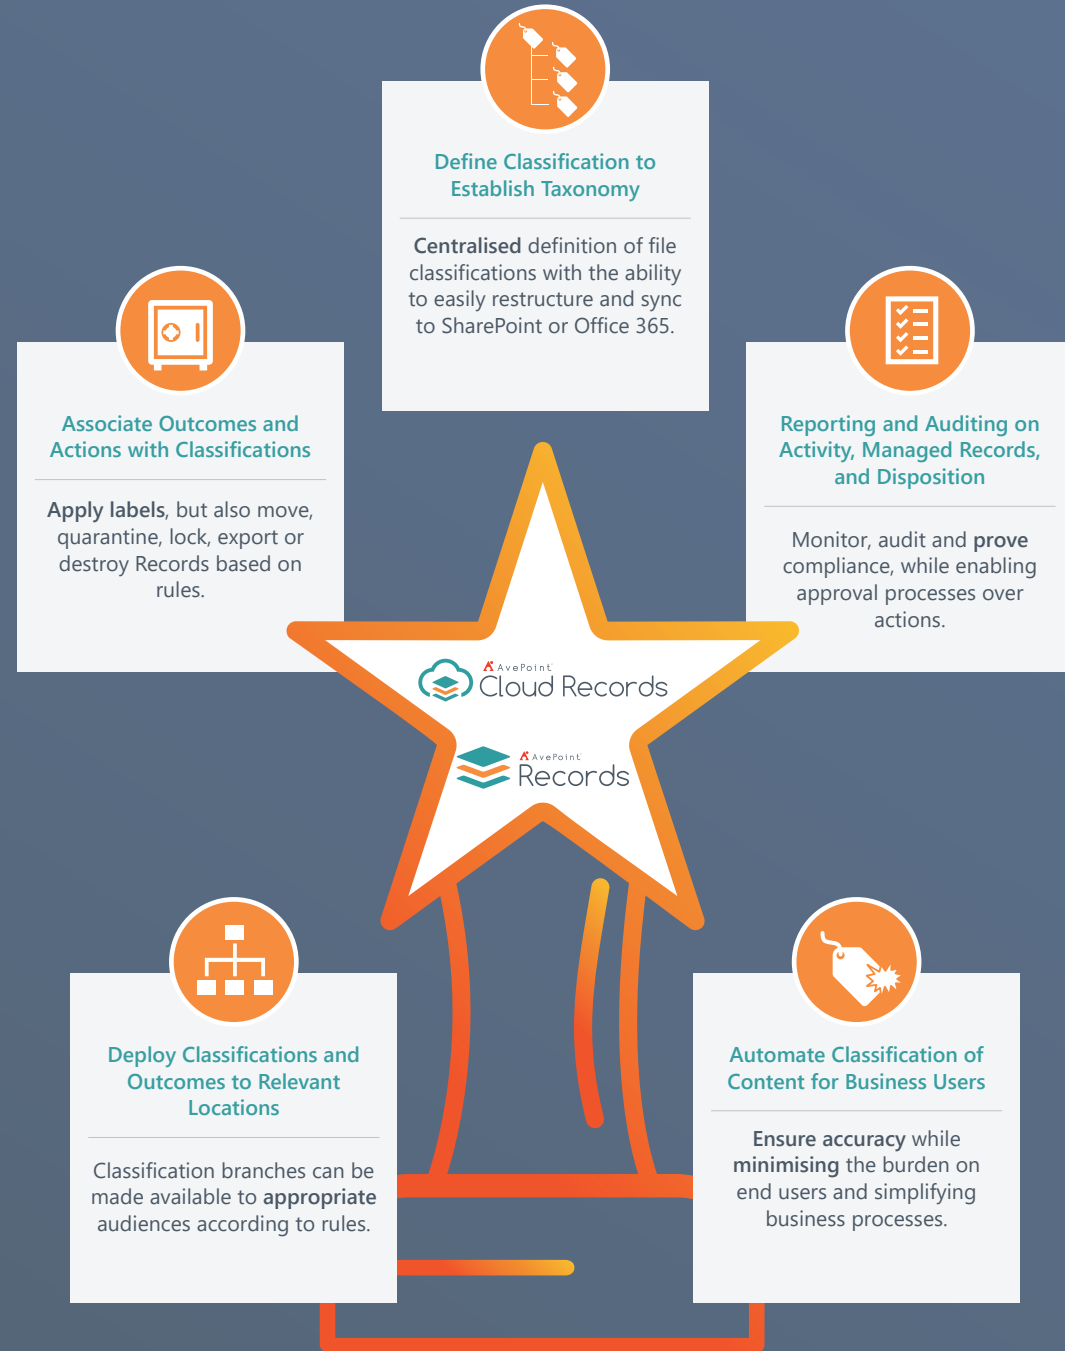 Define Classification to
Establish Taxonomy
Centralised definition of file
classifications with the ability
to easily restructure and sync
to SharePoint or Office 365.
Associate Outcomes and
Actions with Classifications
Apply labels, but also move,
quarantine, lock, export or
destroy Records based on
rules.
Reporting and Auditing on
Activity, Managed Records,
and Disposition
Monitor, audit and prove
compliance, while enabling
approval processes over
actions.
AvePoint
Cloud Records
AvePoint
Records
Deploy Classifications and
Outcomes to Relevant
Locations
Classification branches can be
made available to appropriate
audiences according to rules.
Automate Classification of
Content for Business Users
Ensure accuracy while
minimising the burden on
end users and simplifying
business processes.